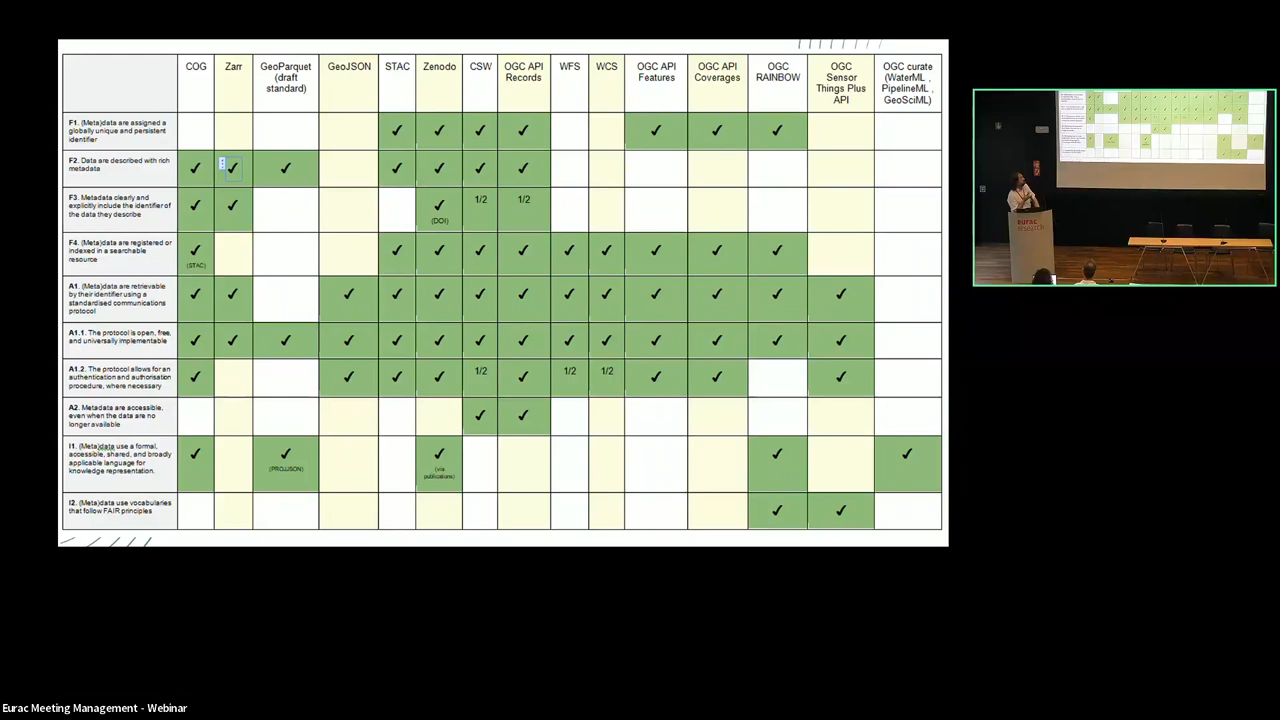 COG
Zarr
GeoParquet
(draft
standard)
GeoJSON
STAC
Zenodo
CSW
OGC API
Records
WFS
WCS
OGC API
Features
OGC API
Coverages
OGC
RAINBOW
OGC
Sensor
Things Plus
API
OGC curate
(WaterML ,
PipelineML ,
GeoSciML)
F1. (Meta)data are assigned a
globally unique and persistent
identifier
✓ ✓ ✓ ✓ ✓ ✓ ✓
F2. Data are described with rich
metadata
✓ ✓ ✓ ✓ ✓ ✓ ✓
F3. Metadata clearly and
explicitly include the identifier of
the data they describe
✓ ✓ ✓ 1/2 1/2
(DOI)
F4. (Meta)data are registered or
indexed in a searchable
resource
✓ ✓ ✓ ✓ ✓ ✓ ✓ ✓ ✓ ✓
(STAC)
A1. (Meta)data are retrievable
by their identifier using a
standardised communications
protocol
✓ ✓ ✓ ✓ ✓ ✓ ✓ ✓ ✓ ✓ ✓ ✓ ✓
A1.1. The protocol is open, free,
and universally implementable
✓ ✓ ✓ ✓ ✓ ✓ ✓ ✓ ✓ ✓ ✓ ✓ ✓ ✓
A1.2. The protocol allows for an
authentication and authorisation
procedure, where necessary
✓ ✓ ✓ ✓ 1/2 ✓ 1/2 1/2 ✓ ✓ ✓
A2. Metadata are accessible,
even when the data are no
longer available
✓ ✓
I1. (Meta)data use a formal,
accessible, shared, and broadly
applicable language for
knowledge representation.
✓ ✓ ✓ ✓ ✓
(PROJJSON)
(via
publications)
I2. (Meta)data use vocabularies
that follow FAIR principles
✓ ✓
eurac
research
Eurac Meeting Management - Webinar